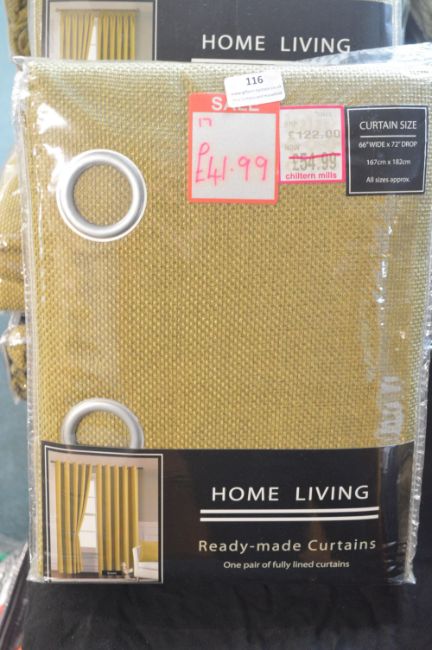 HOME LIVING
116
SALE
17
£41.99
£122.00
£54.99
chiltern mills
CURTAIN SIZE
66" WIDE x 72" DROP
167cm x 182cm
All sizes approx.
HOME LIVING
Ready-made Curtains
One pair of fully lined curtains